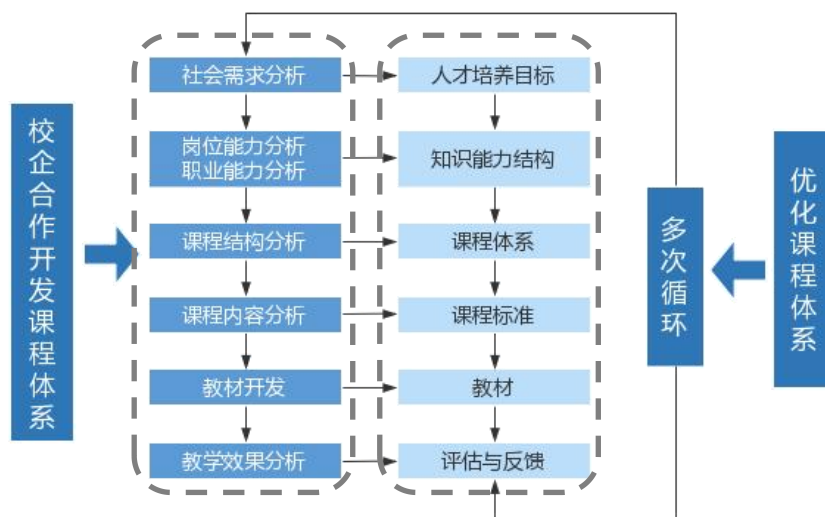 校企合作开发课程体系
社会需求分析
人才培养目标
岗位能力分析
职业能力分析
知识能力结构
课程结构分析
课程体系
课程内容分析
课程标准
教材开发
教材
教学效果分析
评估与反馈
多次循环
优化课程体系